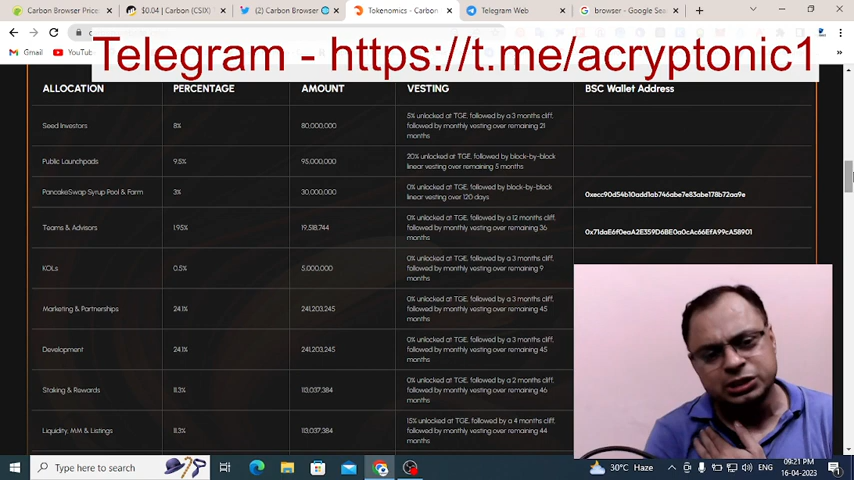 Carbon Browser Price
$0.04 | Carbon (CSIX)
(2) Carbon Browser
Tokenomics - Carbon
Telegram Web
browser - Google Sea
Telegram - https://t.me/acryptonic1
Gmail
YouTube
ALLOCATION PERCENTAGE AMOUNT VESTING BSC Wallet Address
Seed Investors 8% 80,000,000 5% unlocked at TGE, followed by a 3 months cliff,
followed by monthly vesting over remaining 21
months
Public Launchpads 9.5% 95,000,000 20% unlocked at TGE, followed by block-by-block
linear vesting over remaining 5 months
PancakeSwap Syrup Pool & Farm 3% 30,000,000 0% unlocked at TGE, followed by block-by-block
linear vesting over 120 days
0xecc90d54b10add1ab746abe7e83abe178b72aa9e
Teams & Advisors 1.95% 19,518,744 0% unlocked at TGE, followed by a 12 months cliff,
followed by monthly vesting over remaining 36
months
0x71daE6f0eaA2E359D6BE0a0cAc66EfA99cA58901
KOLs 0.5% 5,000,000 0% unlocked at TGE, followed by a 3 months cliff,
followed by monthly vesting over remaining 9
months
Marketing & Partnerships 24.1% 241,203,245 0% unlocked at TGE, followed by a 3 months cliff,
followed by monthly vesting over remaining 45
months
Development 24.1% 241,203,245 0% unlocked at TGE, followed by a 3 months cliff,
followed by monthly vesting over remaining 45
months
Staking & Rewards 11.3% 113,037,384 0% unlocked at TGE, followed by a 2 months cliff,
followed by monthly vesting over remaining 46
months
Liquidity, MM & Listings 11.3% 113,037,384 15% unlocked at TGE, followed by a 4 months cliff,
followed by monthly vesting over remaining 44
months
Type here to search
30°C Haze
ENG
09:21 PM
16-04-2023